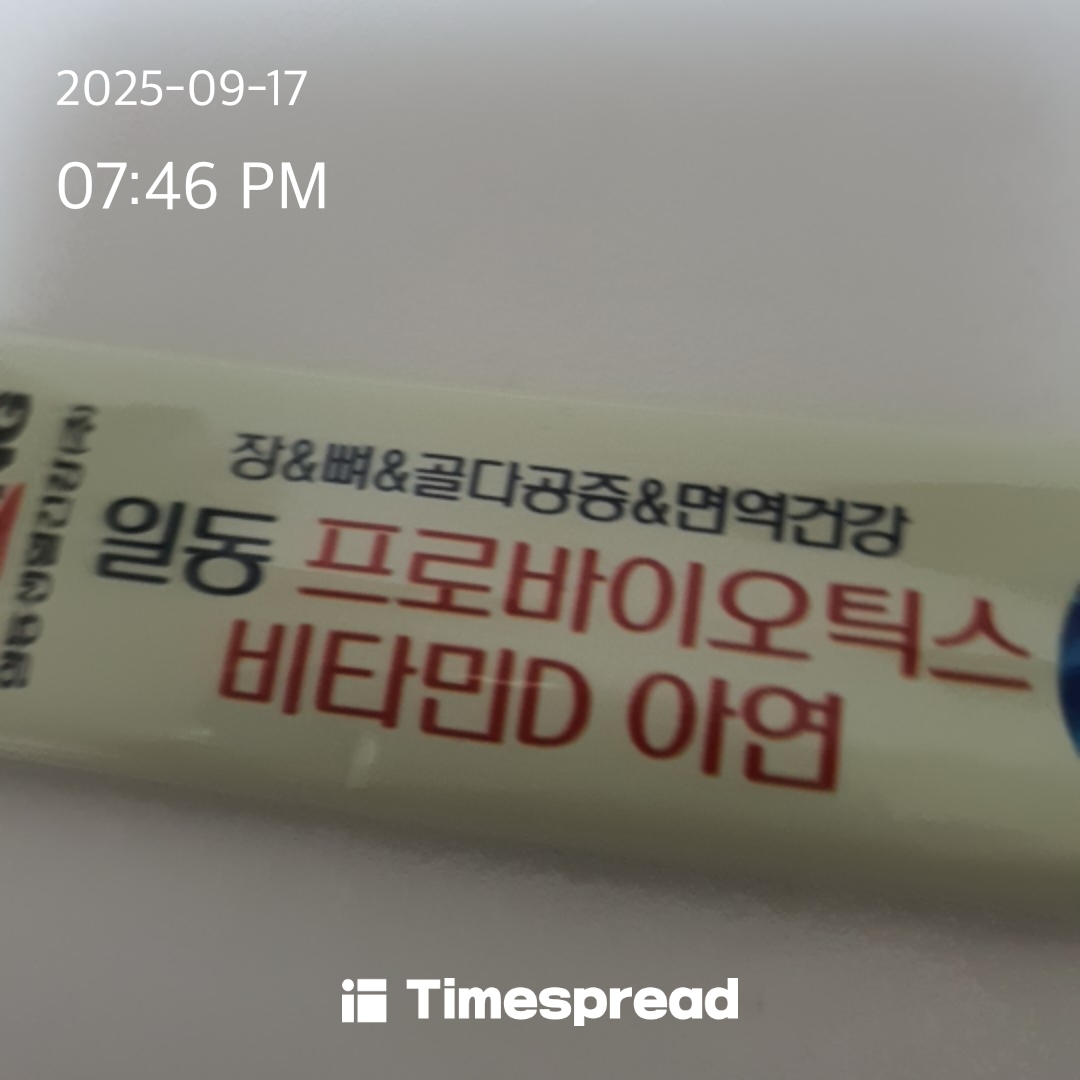 2025-09-17
07:46 PM
장&뼈&골다공증&면역건강
일동 프로바이오틱스
비타민D 아연
Timespread